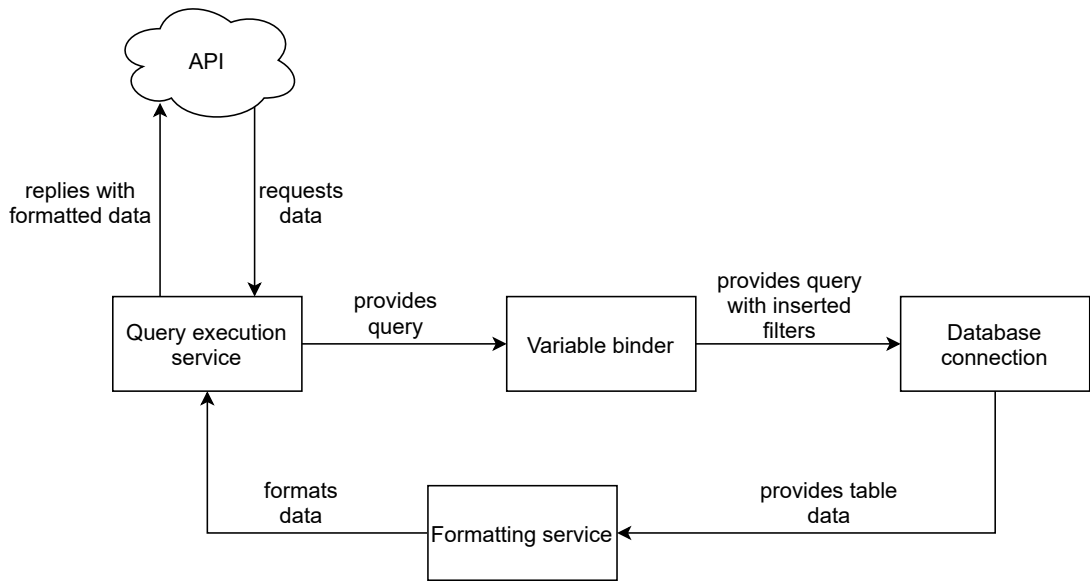 API
replies with
formatted data
requests
data
Query execution
service
provides
query
Variable binder
provides query
with inserted
filters
Database
connection
formats
data
Formatting service
provides table
data